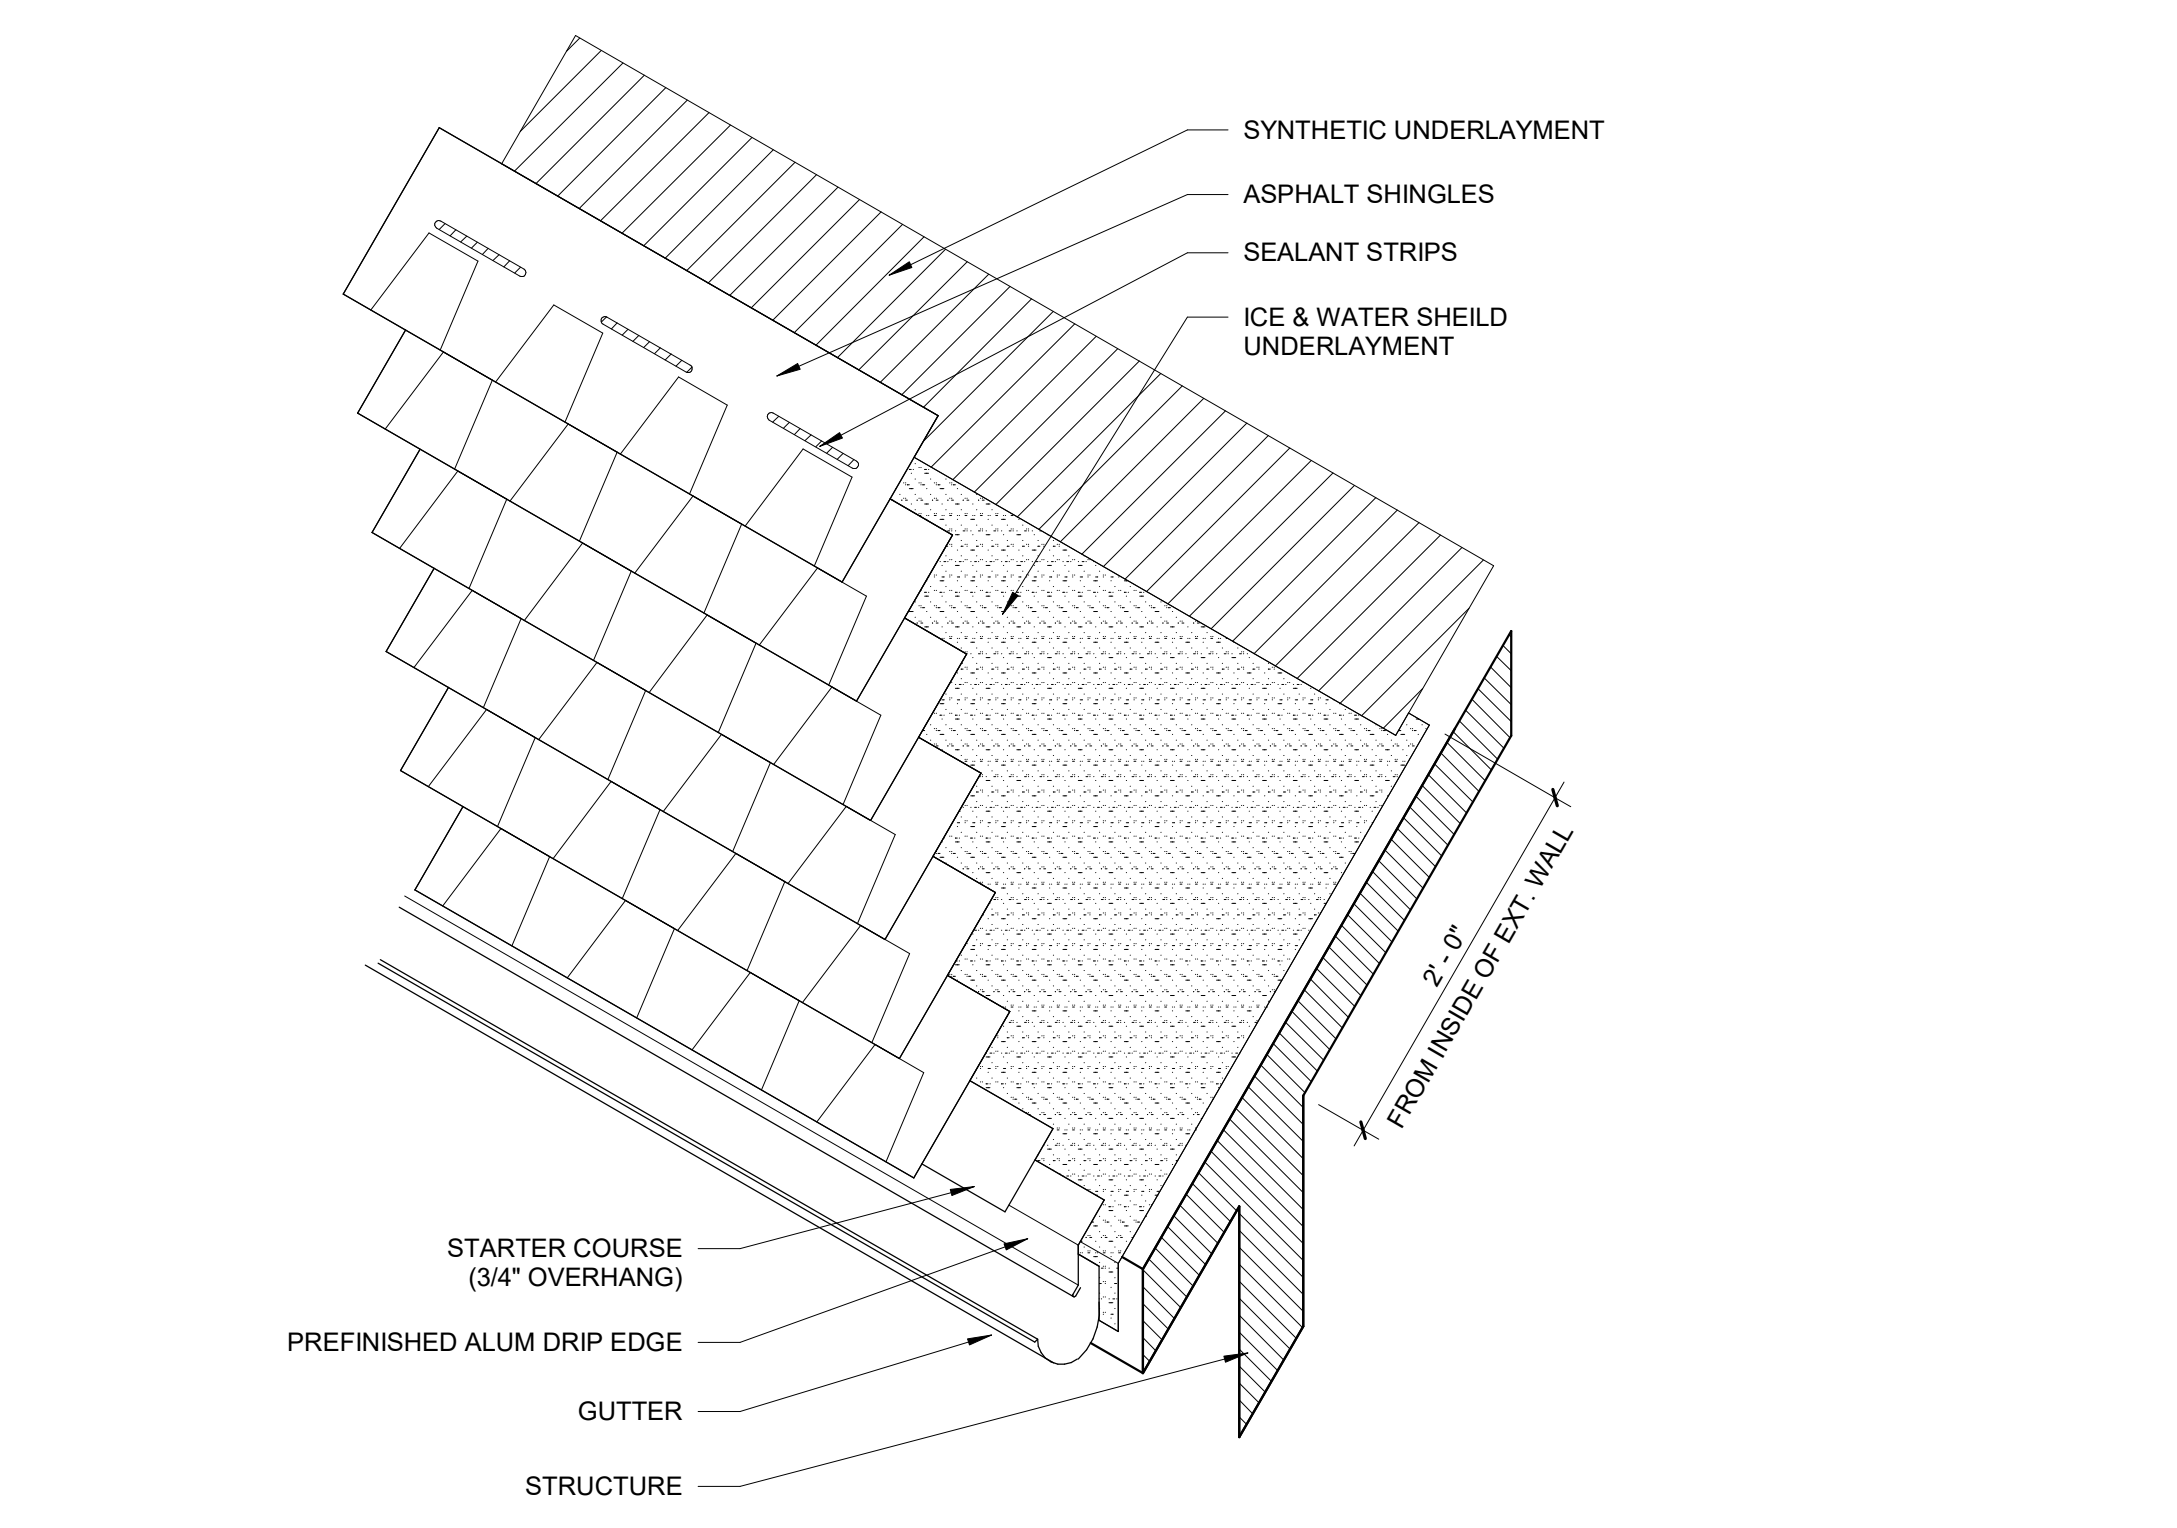 SYNTHETIC UNDERLAYMENT
ASPHALT SHINGLES
SEALANT STRIPS
ICE & WATER SHEILD
UNDERLAYMENT
2' - 0"
FROM INSIDE OF EXT. WALL
STARTER COURSE
(3/4" OVERHANG)
PREFINISHED ALUM DRIP EDGE
GUTTER
STRUCTURE